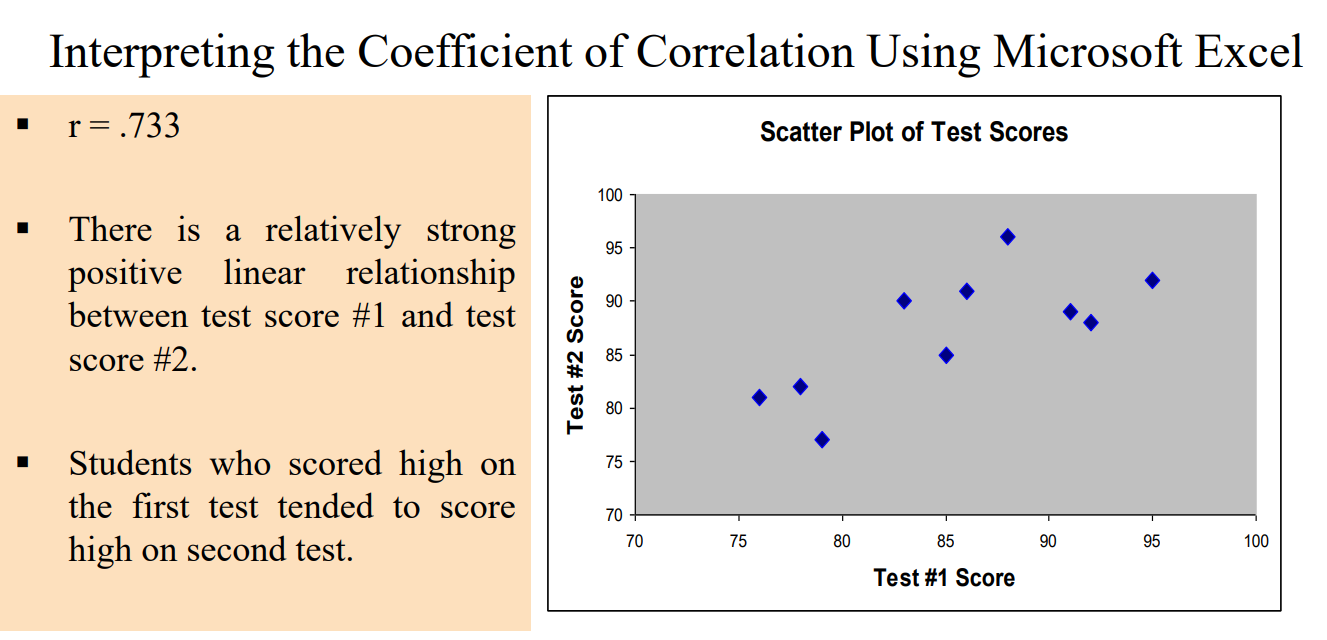 Interpreting the Coefficient of Correlation Using Microsoft Excel
▪ r = .733
▪ There is a relatively strong
positive linear relationship
between test score #1 and test
score #2.
▪ Students who scored high on
the first test tended to score
high on second test.
Scatter Plot of Test Scores
Test #2 Score
100
95
90
85
80
75
70
70 75 80 85 90 95 100
Test #1 Score